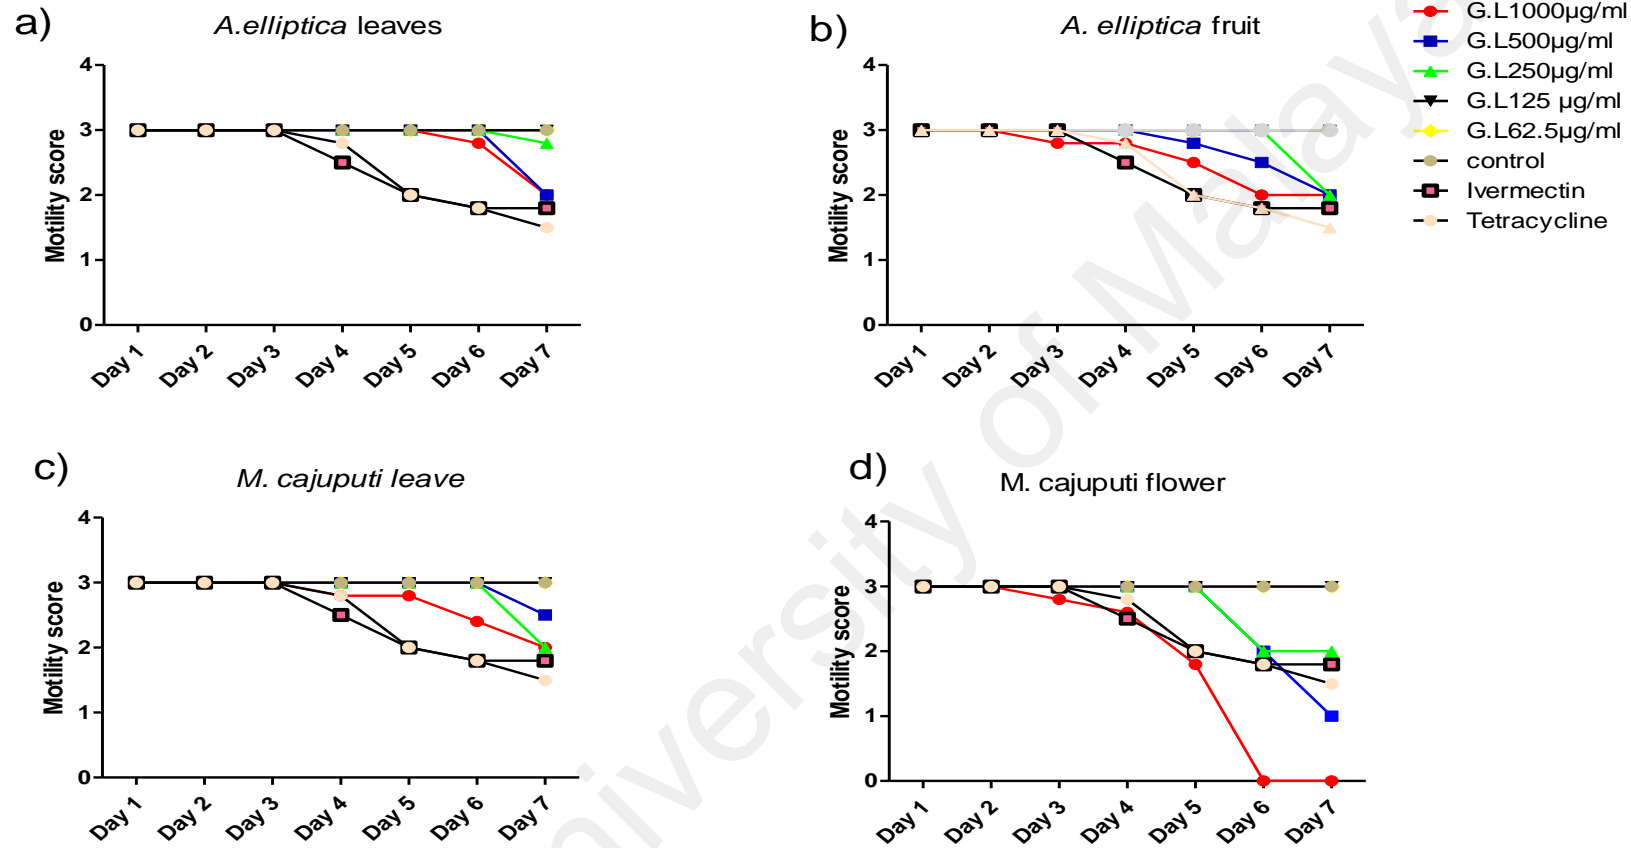 a)
A.elliptica leaves
4
3
2
1
0
Motility score
Day 1
Day 2
Day 3
Day 4
Day 5
Day 6
Day 7
b)
A. elliptica fruit
4
3
2
1
0
Motility score
Day 1
Day 2
Day 3
Day 4
Day 5
Day 6
Day 7
G.L1000µg/ml
G.L500µg/ml
G.L250µg/ml
G.L125 µg/ml
G.L62.5µg/ml
control
Ivermectin
Tetracycline
c)
M. cajuputi leave
4
3
2
1
0
Motility score
Day 1
Day 2
Day 3
Day 4
Day 5
Day 6
Day 7
d)
M. cajuputi flower
4
3
2
1
0
Motility score
Day 1
Day 2
Day 3
Day 4
Day 5
Day 6
Day 7
niversity of Malaya